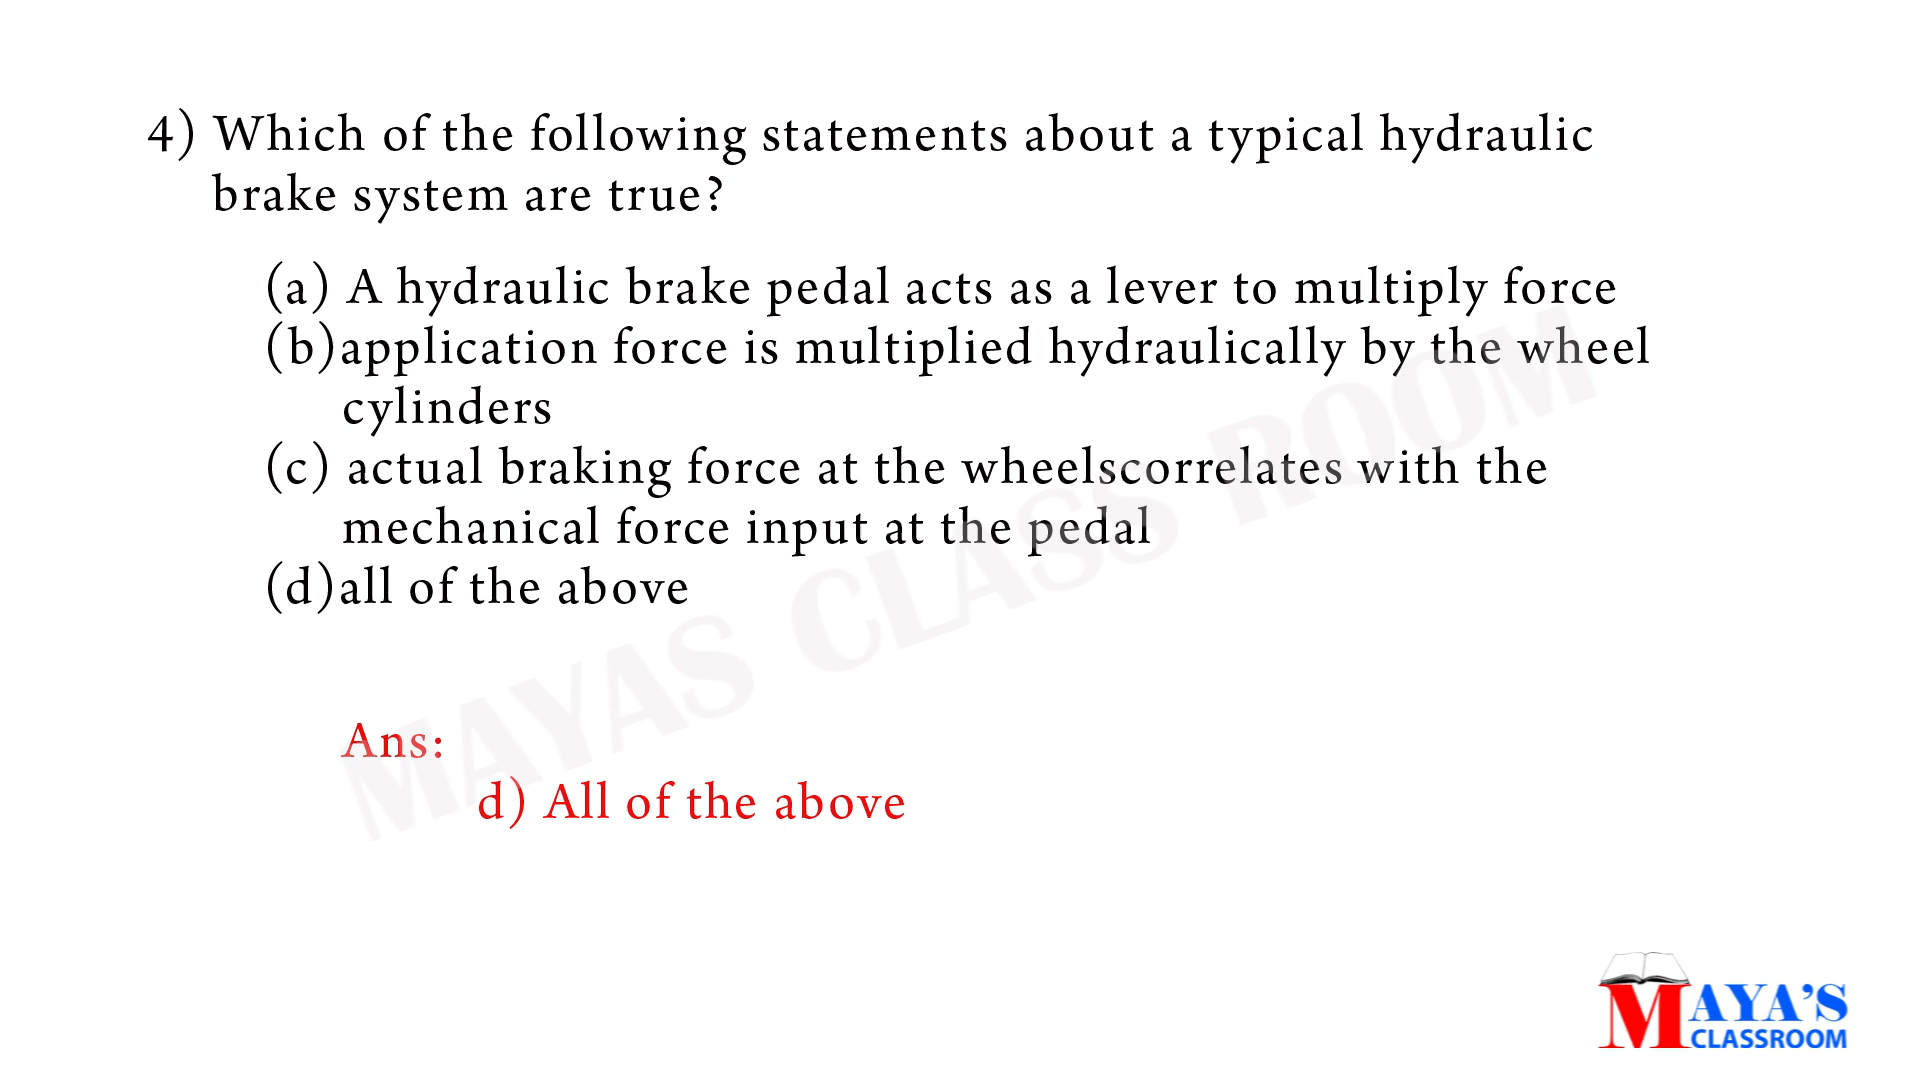 4) Which of the following statements about a typical hydraulic
brake system are true?
(a) A hydraulic brake pedal acts as a lever to multiply force
(b)application force is multiplied hydraulically by the wheel
cylinders
(c) actual braking force at the wheelscorrelates with the
mechanical force input at the pedal
(d)all of the above
MAYAS CLASS ROOM
Ans:
d) All of the above
MAYA'S
CLASSROOM